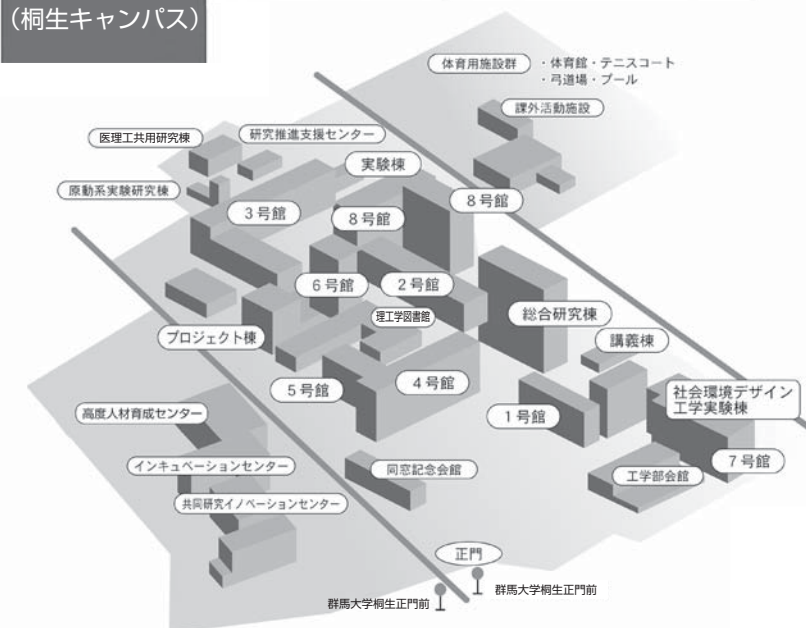 （桐生キャンパス）
体育用施設群
・体育館・テニスコート
・弓道場・プール
課外活動施設
医理工共用研究棟
研究推進支援センター
実験棟
原動系実験研究棟
3号館
8号館
8号館
6号館
2号館
総合研究棟
理工学図書館
プロジェクト棟
講義棟
5号館
4号館
社会環境デザイン
工学実験棟
1号館
高度人材育成センター
7号館
インキュベーションセンター
同窓記念会館
工学部会館
共同研究イノベーションセンター
正門
群馬大学桐生正門前
群馬大学桐生正門前